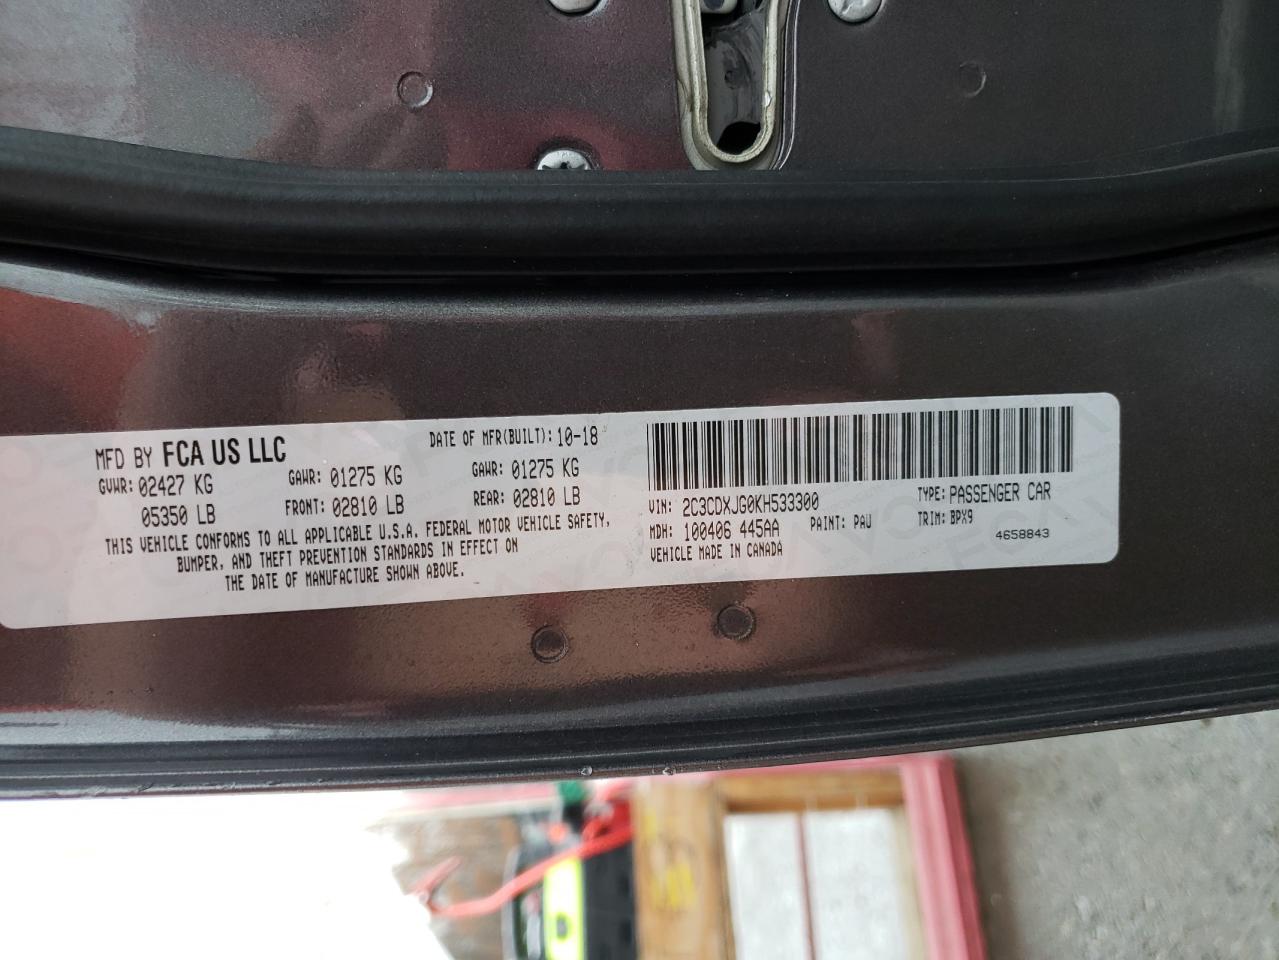 MFD BY FCA US LLC
DATE OF MFR(BUILT): 10-18
GVWR: 02427 KG
GAWR: 01275 KG
GAWR: 01275 KG
05350 LB
FRONT: 02810 LB
REAR: 02810 LB
THIS VEHICLE CONFORMS TO ALL APPLICABLE U.S.A. FEDERAL MOTOR VEHICLE SAFETY,
BUMPER, AND THEFT PREVENTION STANDARDS IN EFFECT ON
THE DATE OF MANUFACTURE SHOWN ABOVE.
VIN: 2C3CDXJG0KH533300
TYPE: PASSENGER CAR
MDH: 100406 445AA
PAINT: PAU
TRIM: BPX9
VEHICLE MADE IN CANADA
4658843